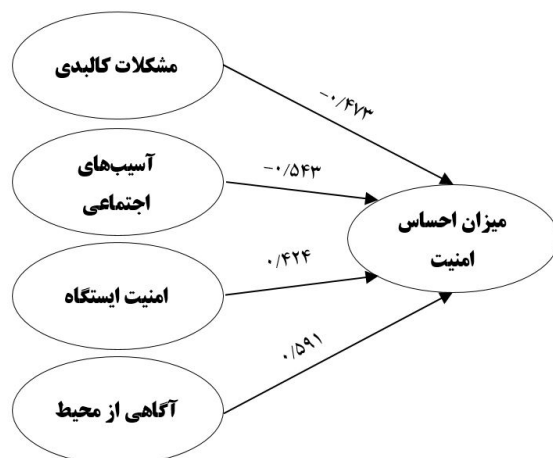 مشکلات کالبدی
-۰/۴۷۳
آسیب‌های
اجتماعی
-۰/۵۴۳
میزان احساس
امنیت
امنیت ایستگاه
۰/۴۲۴
آگاهی از محیط
۰/۵۹۱